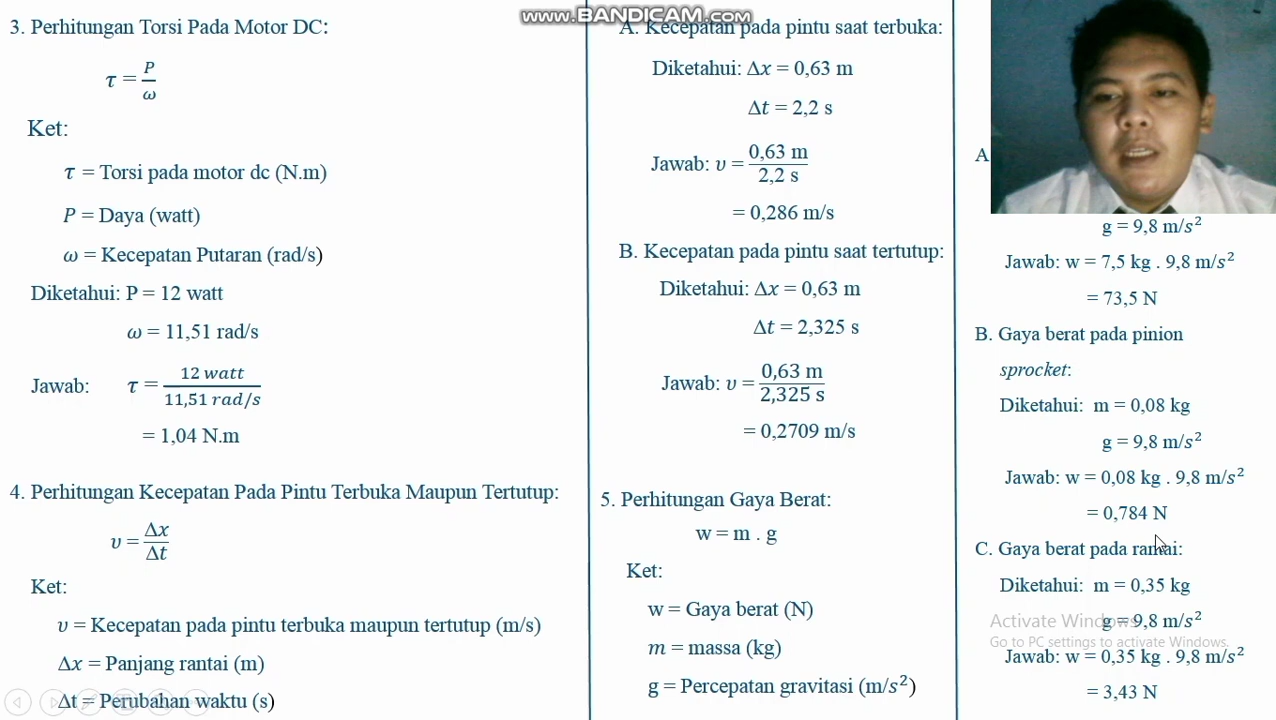 www.BANDICAM.com
3. Perhitungan Torsi Pada Motor DC:
τ = P/ω
Ket:
τ = Torsi pada motor dc (N.m)
P = Daya (watt)
ω = Kecepatan Putaran (rad/s)
Diketahui: P = 12 watt
ω = 11,51 rad/s
Jawab: τ = 12 watt / 11,51 rad/s
= 1,04 N.m
4. Perhitungan Kecepatan Pada Pintu Terbuka Maupun Tertutup:
υ = Δx/Δt
Ket:
υ = Kecepatan pada pintu terbuka maupun tertutup (m/s)
Δx = Panjang rantai (m)
Δt = Perubahan waktu (s)
A. Kecepatan pada pintu saat terbuka:
Diketahui: Δx = 0,63 m
Δt = 2,2 s
Jawab: υ = 0,63 m / 2,2 s
= 0,286 m/s
B. Kecepatan pada pintu saat tertutup:
Diketahui: Δx = 0,63 m
Δt = 2,325 s
Jawab: υ = 0,63 m / 2,325 s
= 0,2709 m/s
5. Perhitungan Gaya Berat:
w = m . g
Ket:
w = Gaya berat (N)
m = massa (kg)
g = Percepatan gravitasi (m/s²)
A
g = 9,8 m/s²
Jawab: w = 7,5 kg . 9,8 m/s²
= 73,5 N
B. Gaya berat pada pinion
sprocket:
Diketahui: m = 0,08 kg
g = 9,8 m/s²
Jawab: w = 0,08 kg . 9,8 m/s²
= 0,784 N
C. Gaya berat pada rantai:
Diketahui: m = 0,35 kg
g = 9,8 m/s²
Jawab: w = 0,35 kg . 9,8 m/s²
= 3,43 N
Activate Windows
Go to PC settings to activate Windows.